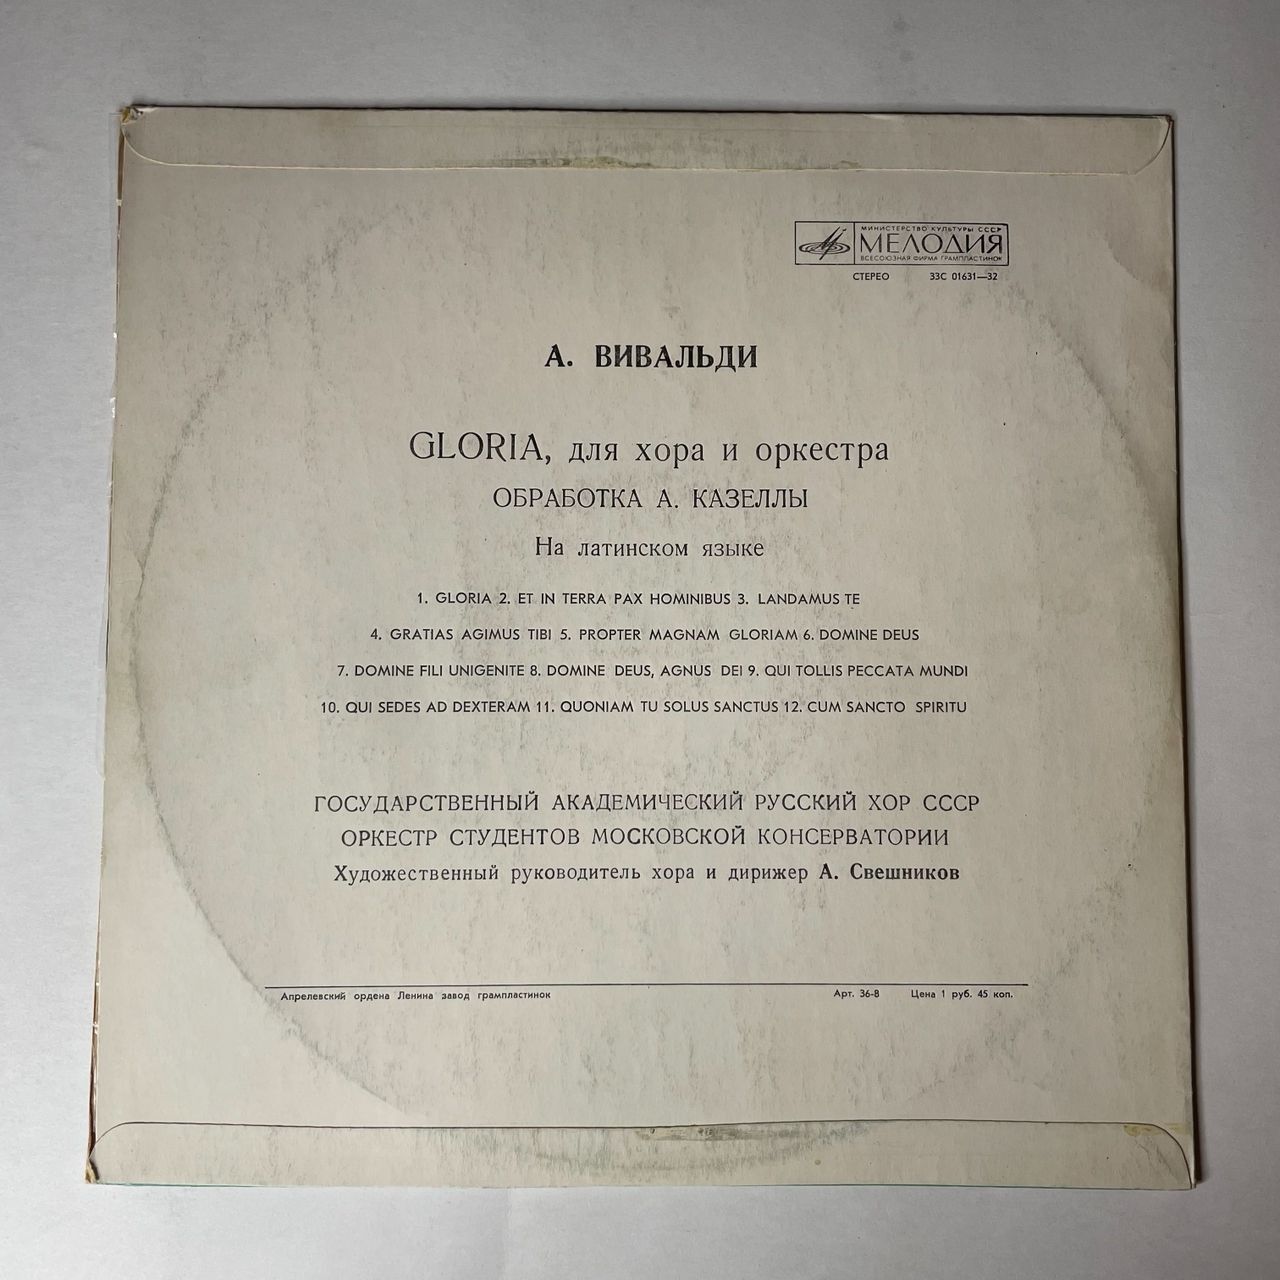 МИНИСТЕРСТВО КУЛЬТУРЫ СССР
МЕЛОДИЯ
ВСЕСОЮЗНАЯ ФИРМА ГРАМПЛАСТИНОК
СТЕРЕО 33С 01631—32
А. ВИВАЛЬДИ
GLORIA, для хора и оркестра
ОБРАБОТКА А. КАЗЕЛЛЫ
На латинском языке
1. GLORIA 2. ET IN TERRA PAX HOMINIBUS 3. LANDAMUS TE
4. GRATIAS AGIMUS TIBI 5. PROPTER MAGNAM GLORIAM 6. DOMINE DEUS
7. DOMINE FILI UNIGENITE 8. DOMINE DEUS, AGNUS DEI 9. QUI TOLLIS PECCATA MUNDI
10. QUI SEDES AD DEXTERAM 11. QUONIAM TU SOLUS SANCTUS 12. CUM SANCTO SPIRITU
ГОСУДАРСТВЕННЫЙ АКАДЕМИЧЕСКИЙ РУССКИЙ ХОР СССР
ОРКЕСТР СТУДЕНТОВ МОСКОВСКОЙ КОНСЕРВАТОРИИ
Художественный руководитель хора и дирижер А. Свешников
Апрелевский ордена Ленина завод грампластинок Арт. 36-8 Цена 1 руб. 45 коп.